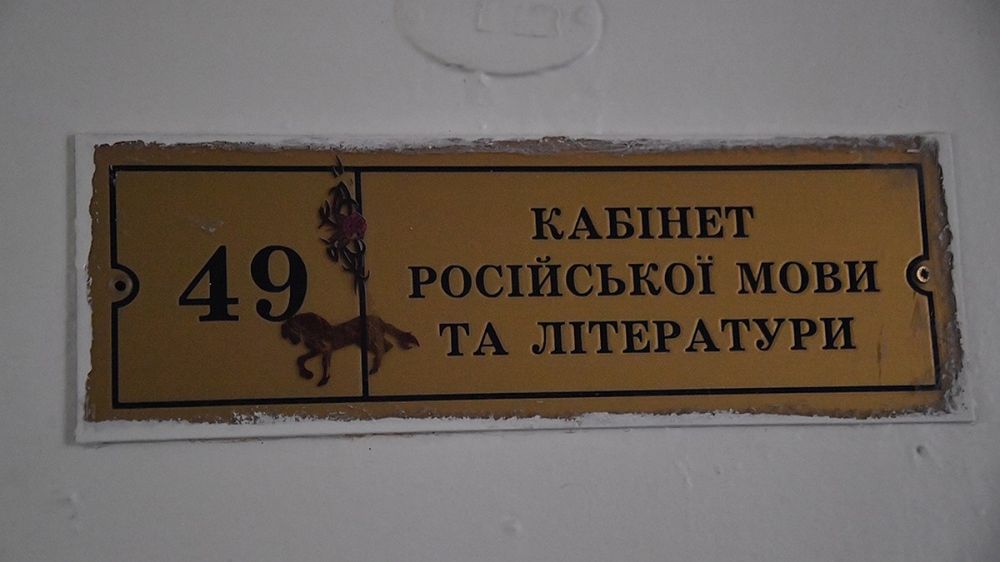 49
КАБІНЕТ
РОСІЙСЬКОЇ МОВИ
ТА ЛІТЕРАТУРИ